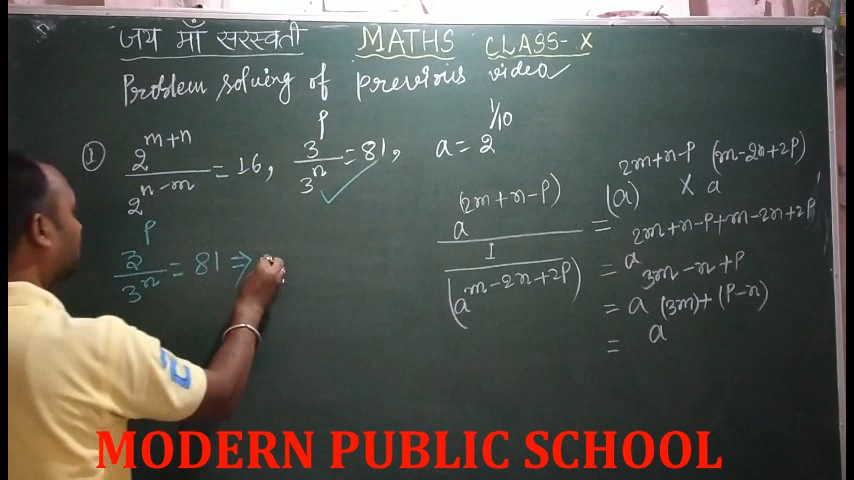 जय माँ सरस्वती MATHS CLASS-X
Problem solving of previous video
① 2^{m+n} / 2^{n-m} = 16, 3^p / 3^n = 81, a = 2^{1/10}
3^p / 3^n = 81 ⇒
a^{(2m+n-p)} / (1 / (a^{m-2n+2p})) = (a)^{2m+n-p} × a^{(m-2n+2p)}
= a^{2m+n-p+m-2n+2p}
= a^{3m-n+p}
= a^{(3m)+(p-n)}
MODERN PUBLIC SCHOOL